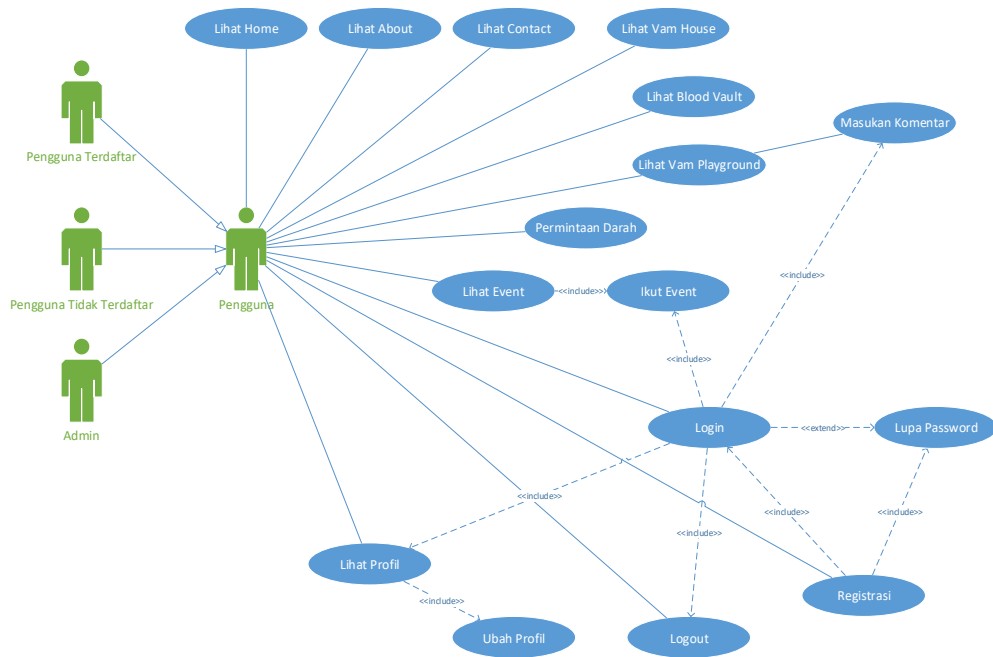 Lihat Home
Lihat About
Lihat Contact
Lihat Vam House
Lihat Blood Vault
Masukan Komentar
Pengguna Terdaftar
Lihat Vam Playground
Permintaan Darah
<<include>>
Pengguna Tidak Terdaftar
Pengguna
Lihat Event
<<include>>
Ikut Event
<<include>>
Admin
Login
<<extend>>
Lupa Password
<<include>>
<<include>>
<<include>>
<<include>>
Lihat Profil
<<include>>
Registrasi
Ubah Profil
Logout